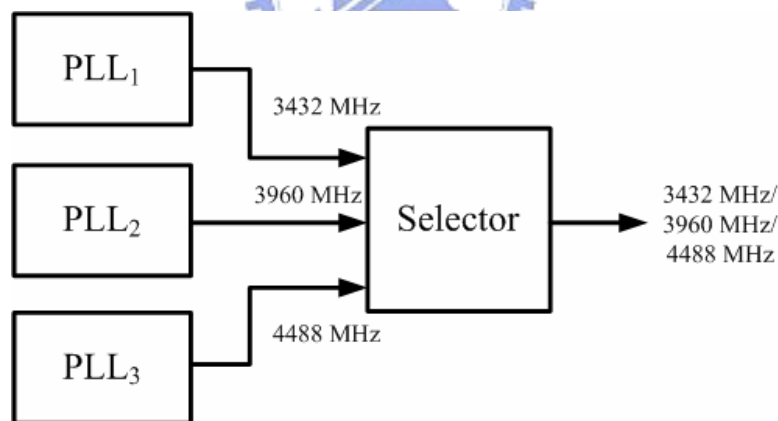 PLL₁
3432 MHz
3960 MHz
PLL₂
Selector
3432 MHz/
3960 MHz/
4488 MHz
4488 MHz
PLL₃